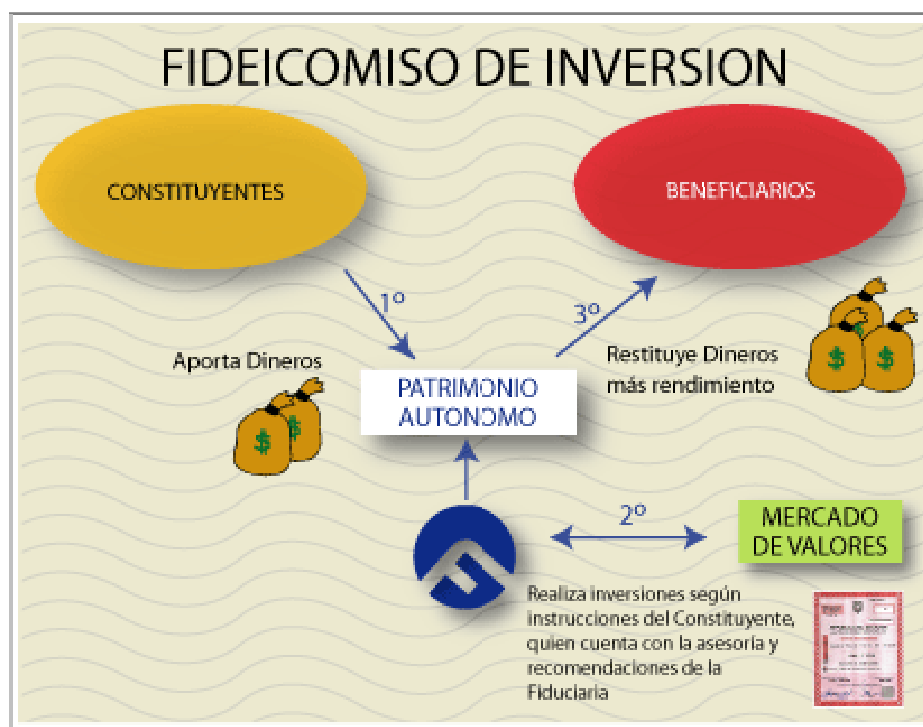 FIDEICOMISO DE INVERSION
CONSTITUYENTES
BENEFICIARIOS
1º
3º
Aporta Dineros
Restituye Dineros
más rendimiento
PATRIMONIO
AUTONOMO
2º
MERCADO
DE VALORES
Realiza inversiones según
instrucciones del Constituyente,
quien cuenta con la asesoría y
recomendaciones de la
Fiduciaria